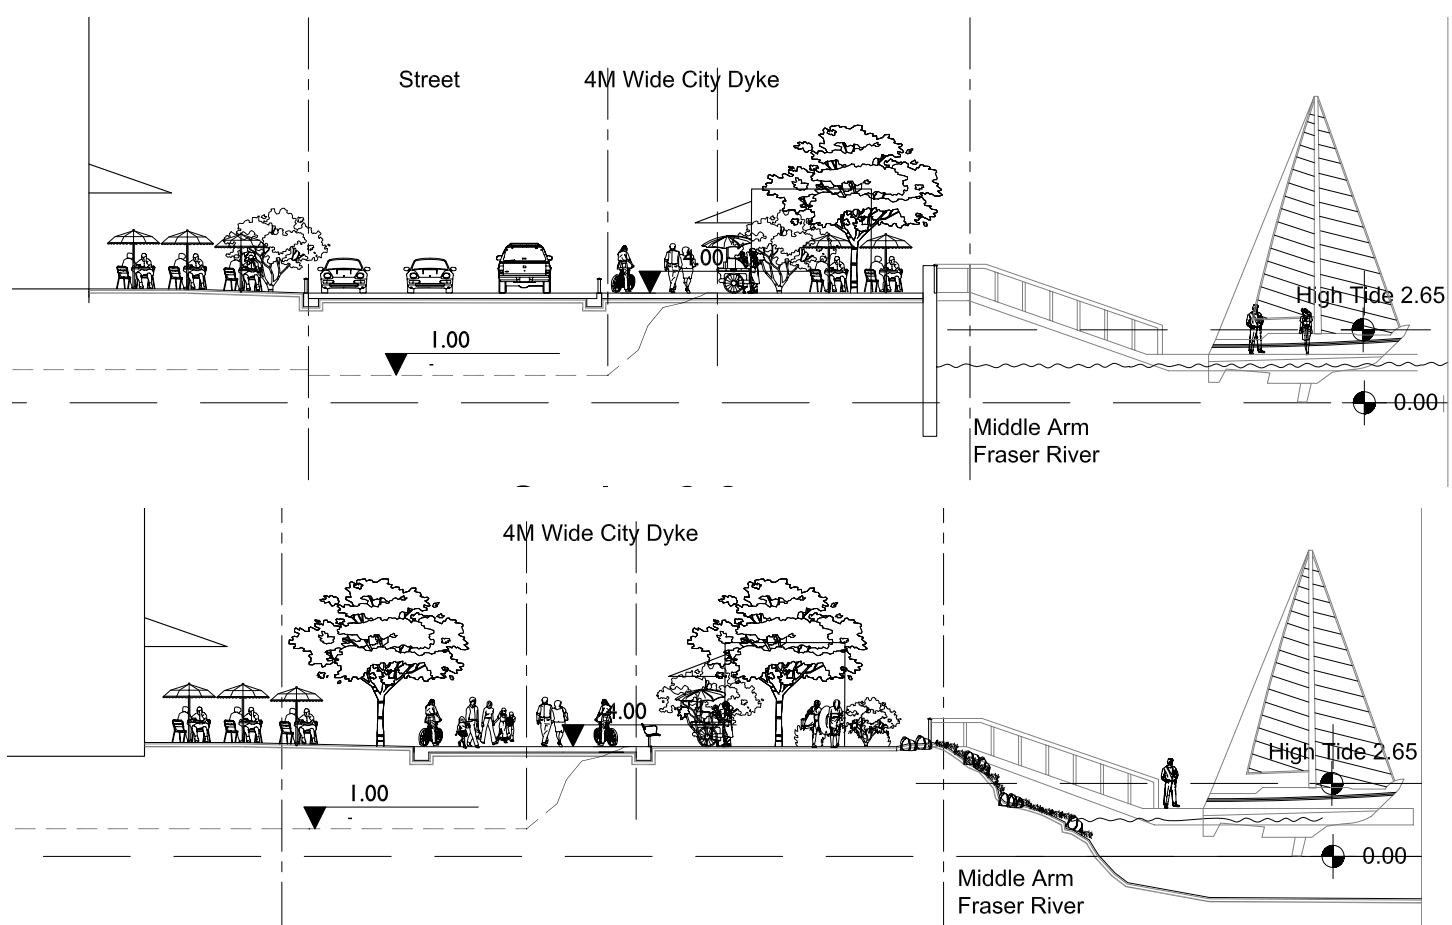 Street
4M Wide City Dyke
4.00
High Tide 2.65
1.00
0.00
Middle Arm
Fraser River
4M Wide City Dyke
4.00
High Tide 2.65
1.00
0.00
Middle Arm
Fraser River